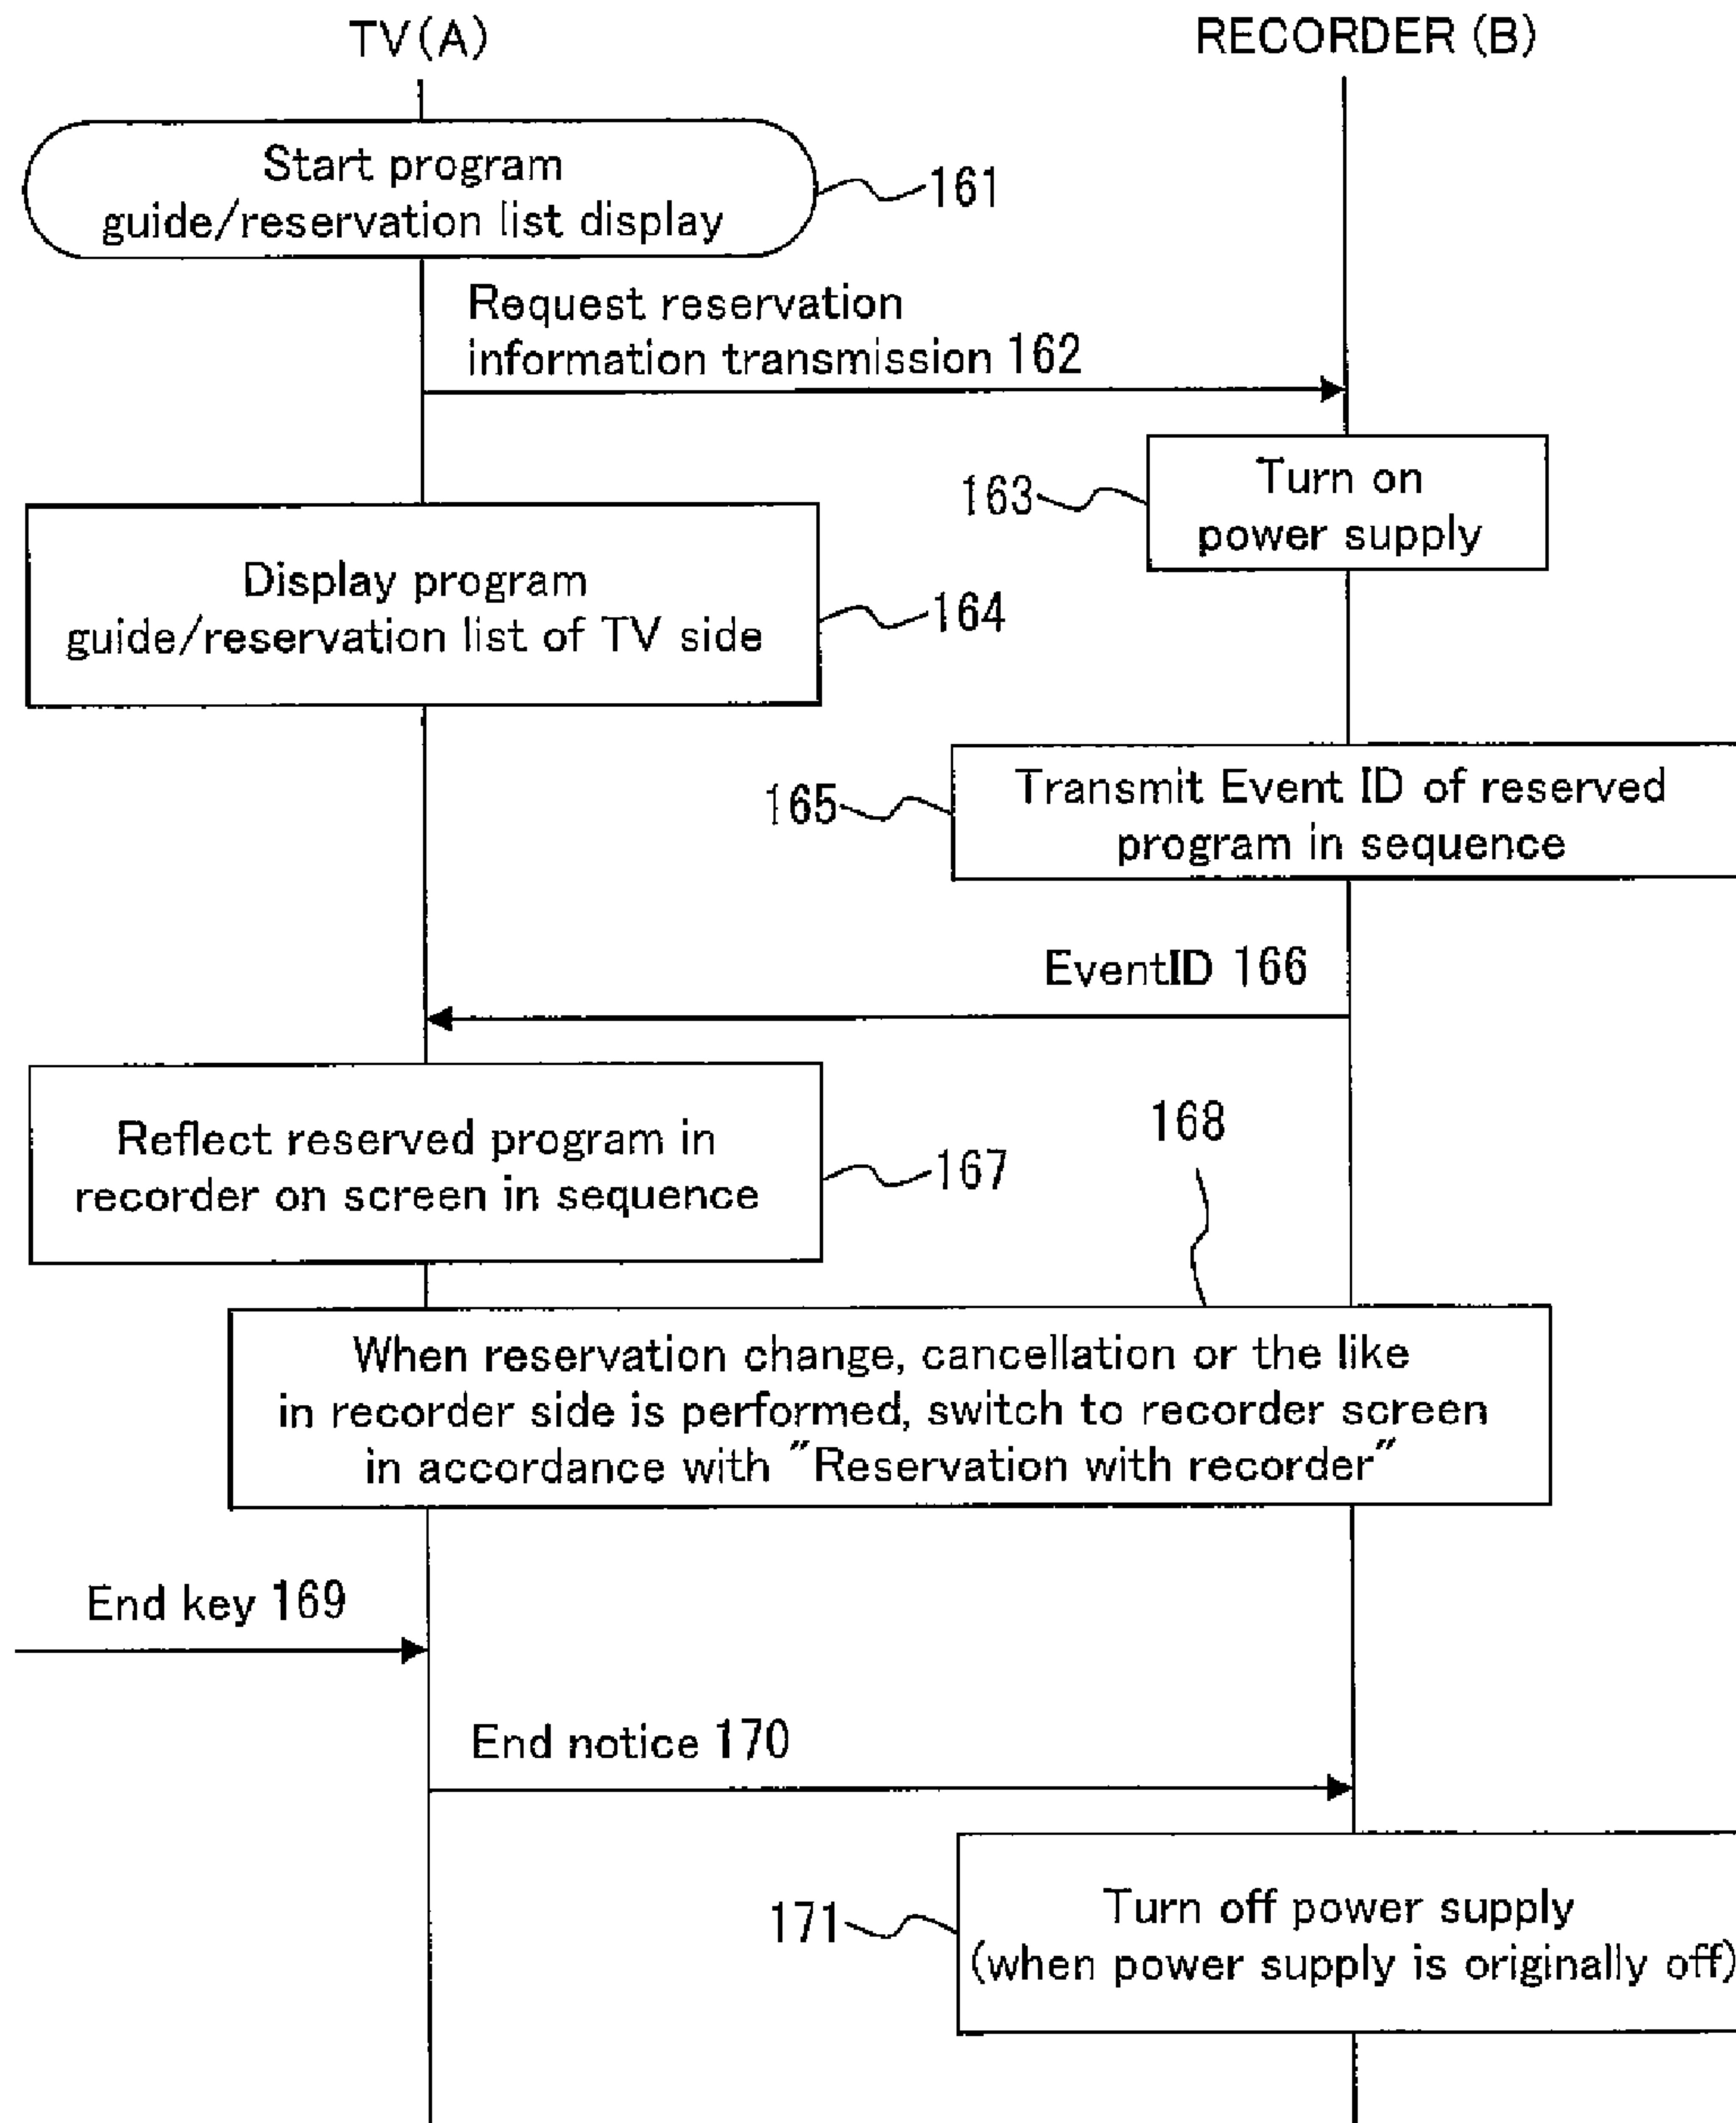 TV(A)
RECORDER (B)
Start program
guide/reservation list display
161
Request reservation
information transmission 162
163
Turn on
power supply
Display program
guide/reservation list of TV side
164
165
Transmit Event ID of reserved
program in sequence
EventID 166
Reflect reserved program in
recorder on screen in sequence
167
168
When reservation change, cancellation or the like
in recorder side is performed, switch to recorder screen
in accordance with "Reservation with recorder"
End key 169
End notice 170
171
Turn off power supply
(when power supply is originally off)